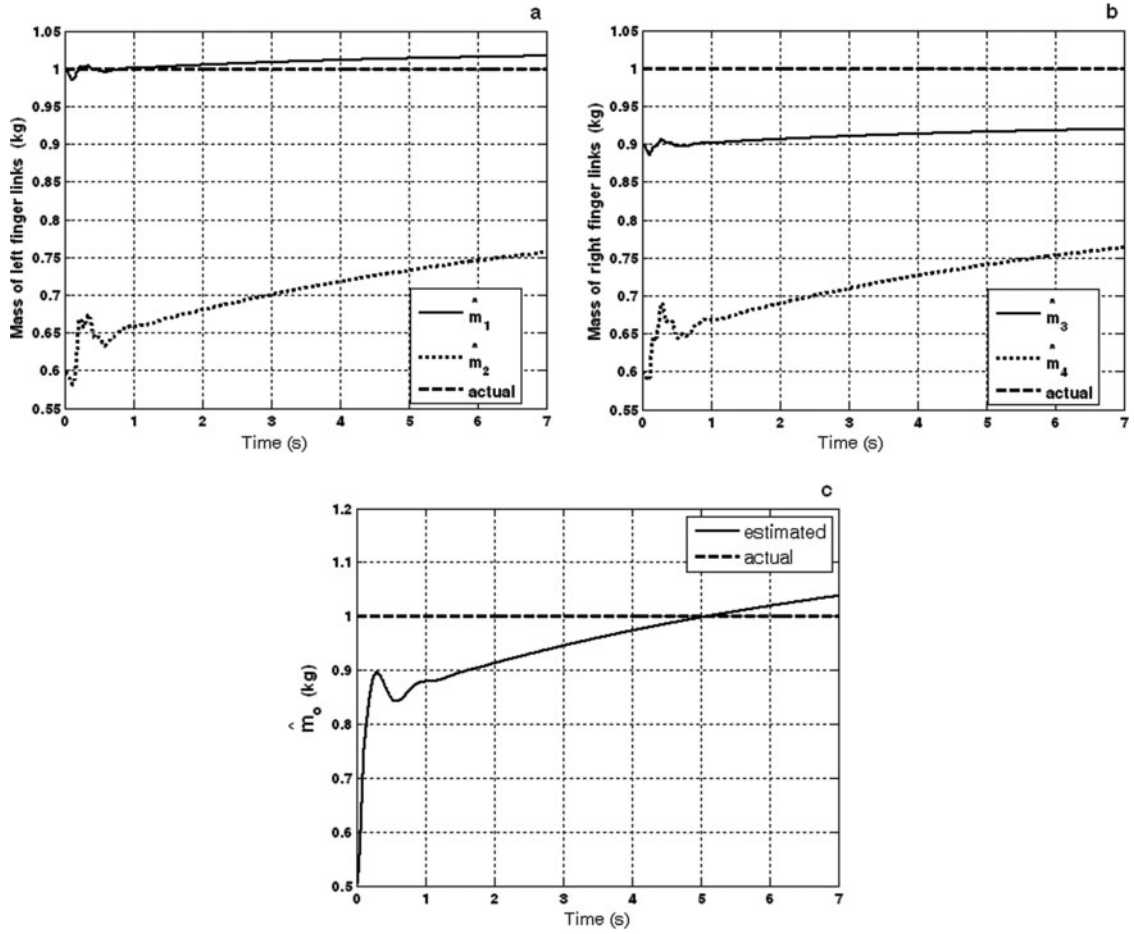 a
Mass of left finger links (kg)
1.05
1
0.95
0.9
0.85
0.8
0.75
0.7
0.65
0.6
0.55
0 1 2 3 4 5 6 7
Time (s)
m̂1
m̂2
actual
b
Mass of right finger links (kg)
1.05
1
0.95
0.9
0.85
0.8
0.75
0.7
0.65
0.6
0.55
0 1 2 3 4 5 6 7
Time (s)
m̂3
m̂4
actual
c
m̂o (kg)
1.2
1.1
1
0.9
0.8
0.7
0.6
0.5
0 1 2 3 4 5 6 7
Time (s)
estimated
actual